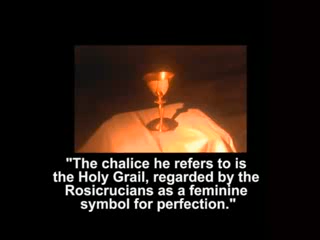 "The chalice he refers to is
the Holy Grail, regarded by the
Rosicrucians as a feminine
symbol for perfection."